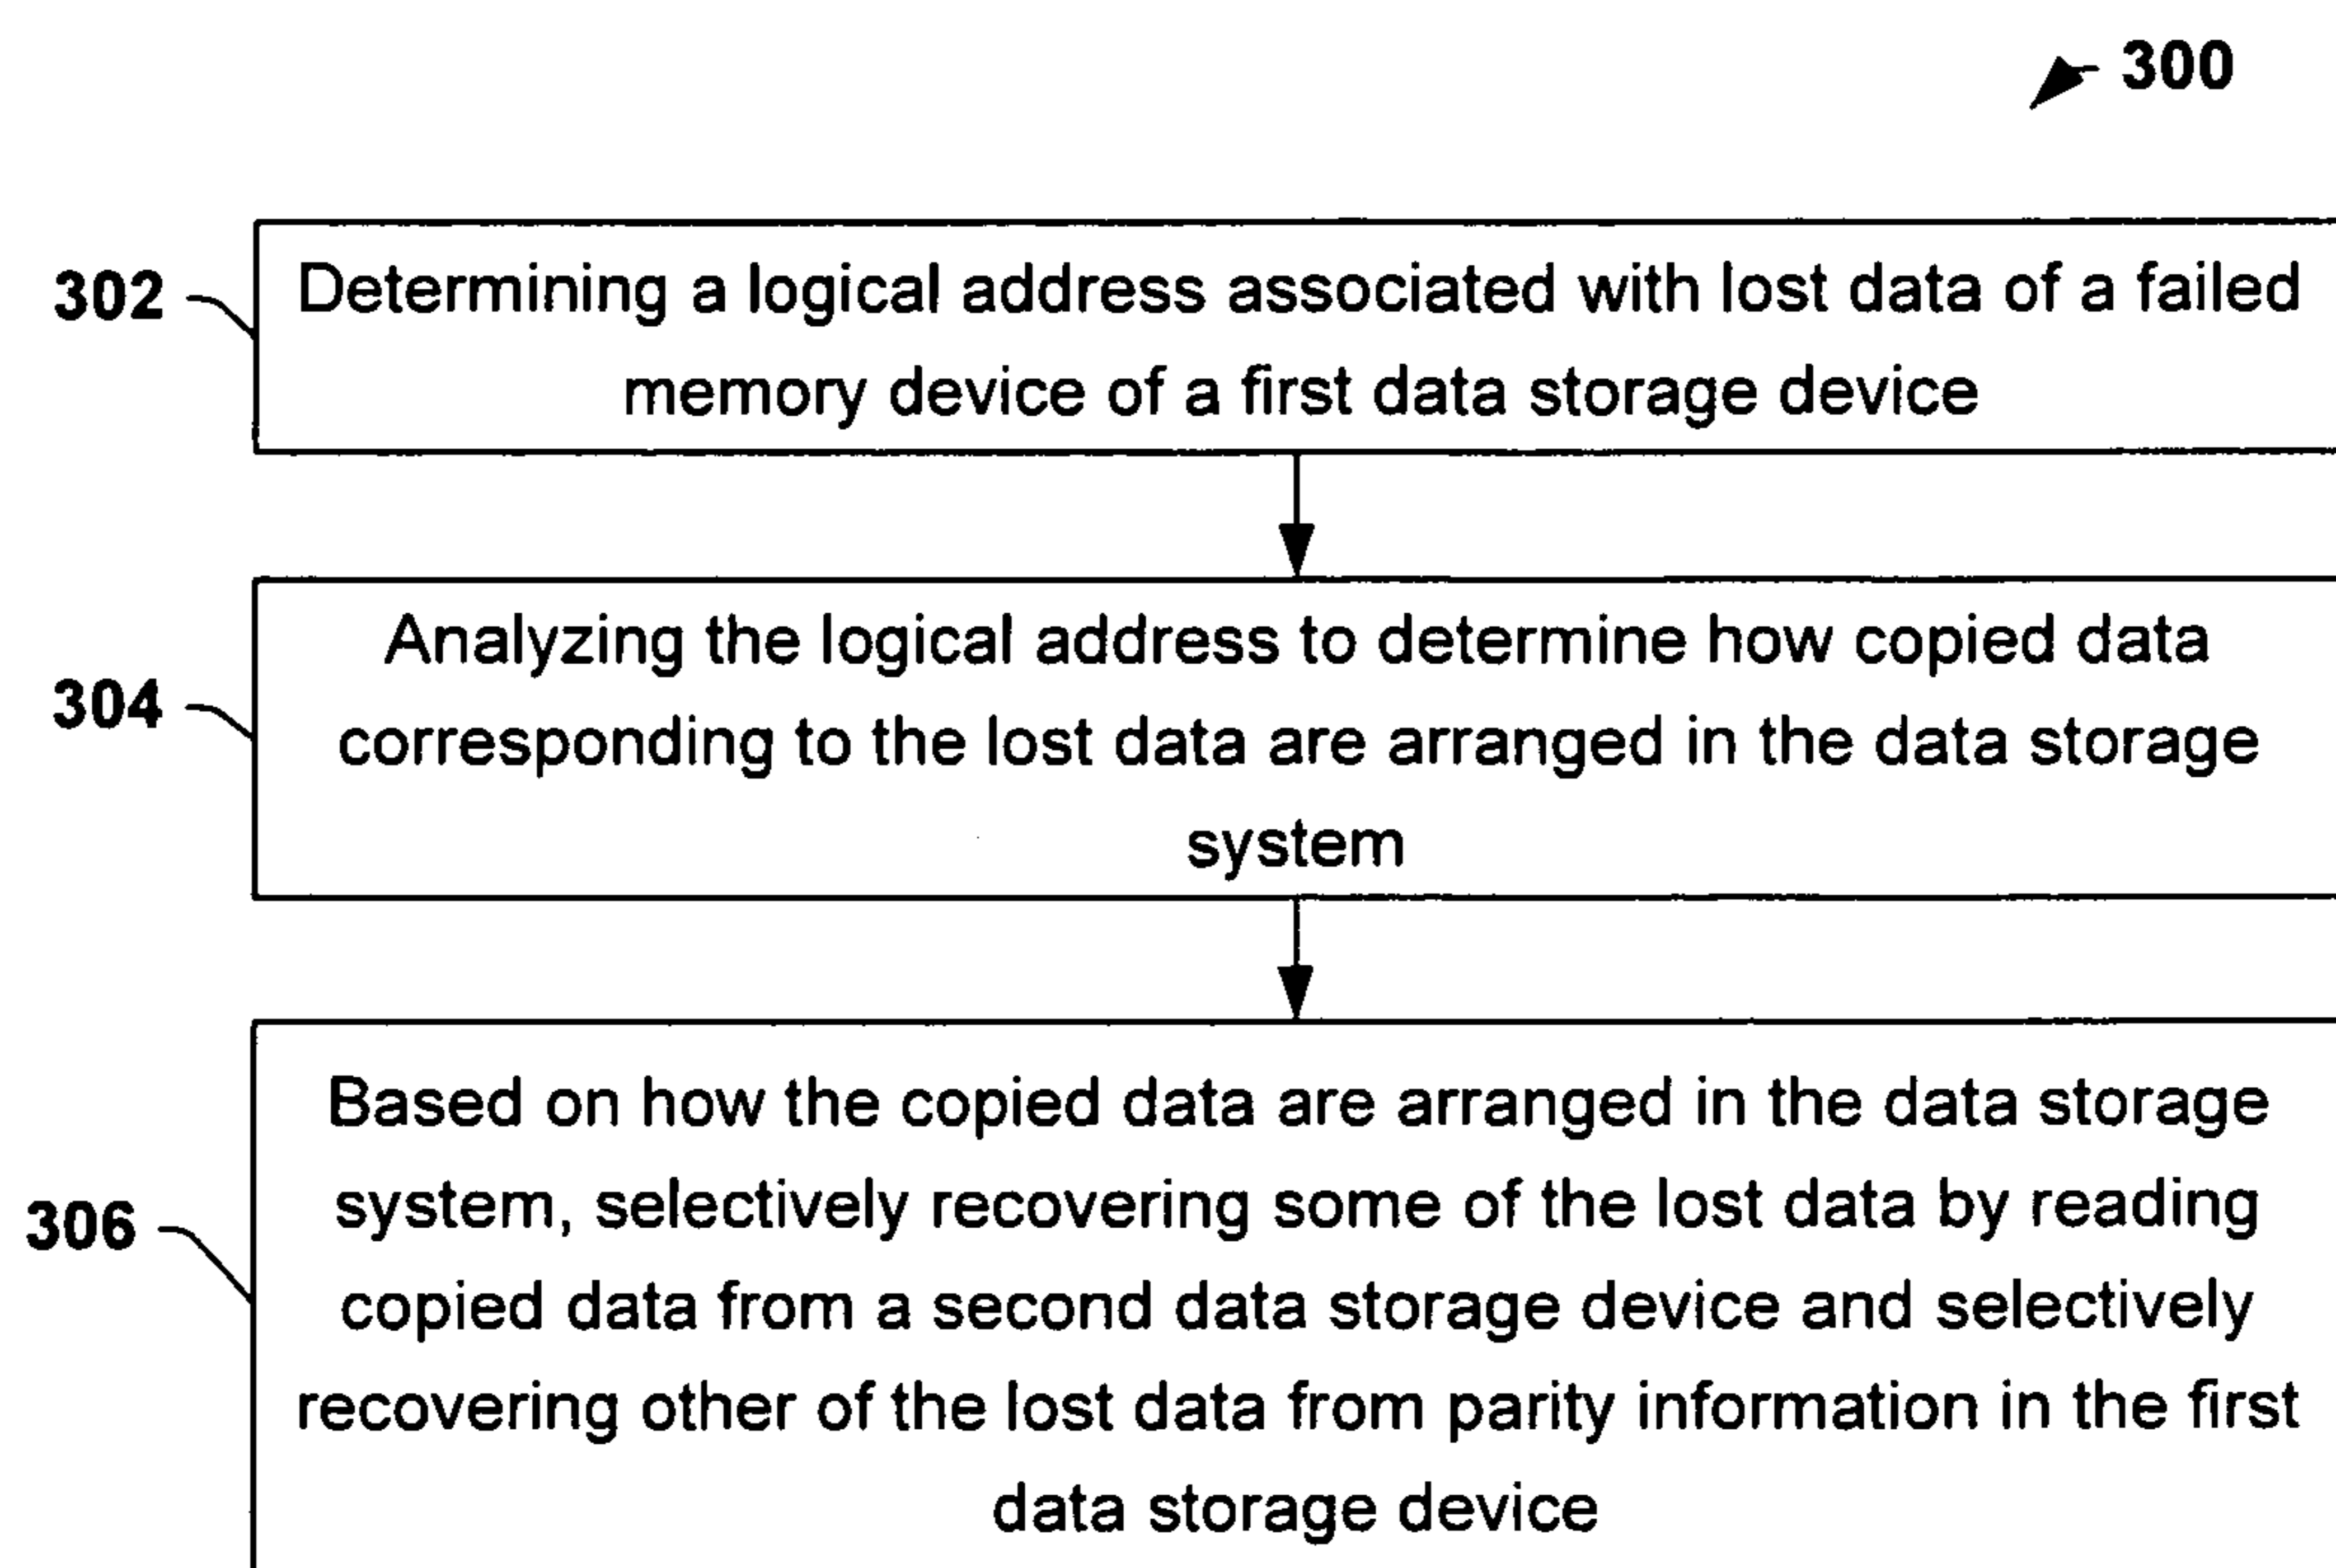 300
302
Determining a logical address associated with lost data of a failed
memory device of a first data storage device
304
Analyzing the logical address to determine how copied data
corresponding to the lost data are arranged in the data storage
system
306
Based on how the copied data are arranged in the data storage
system, selectively recovering some of the lost data by reading
copied data from a second data storage device and selectively
recovering other of the lost data from parity information in the first
data storage device